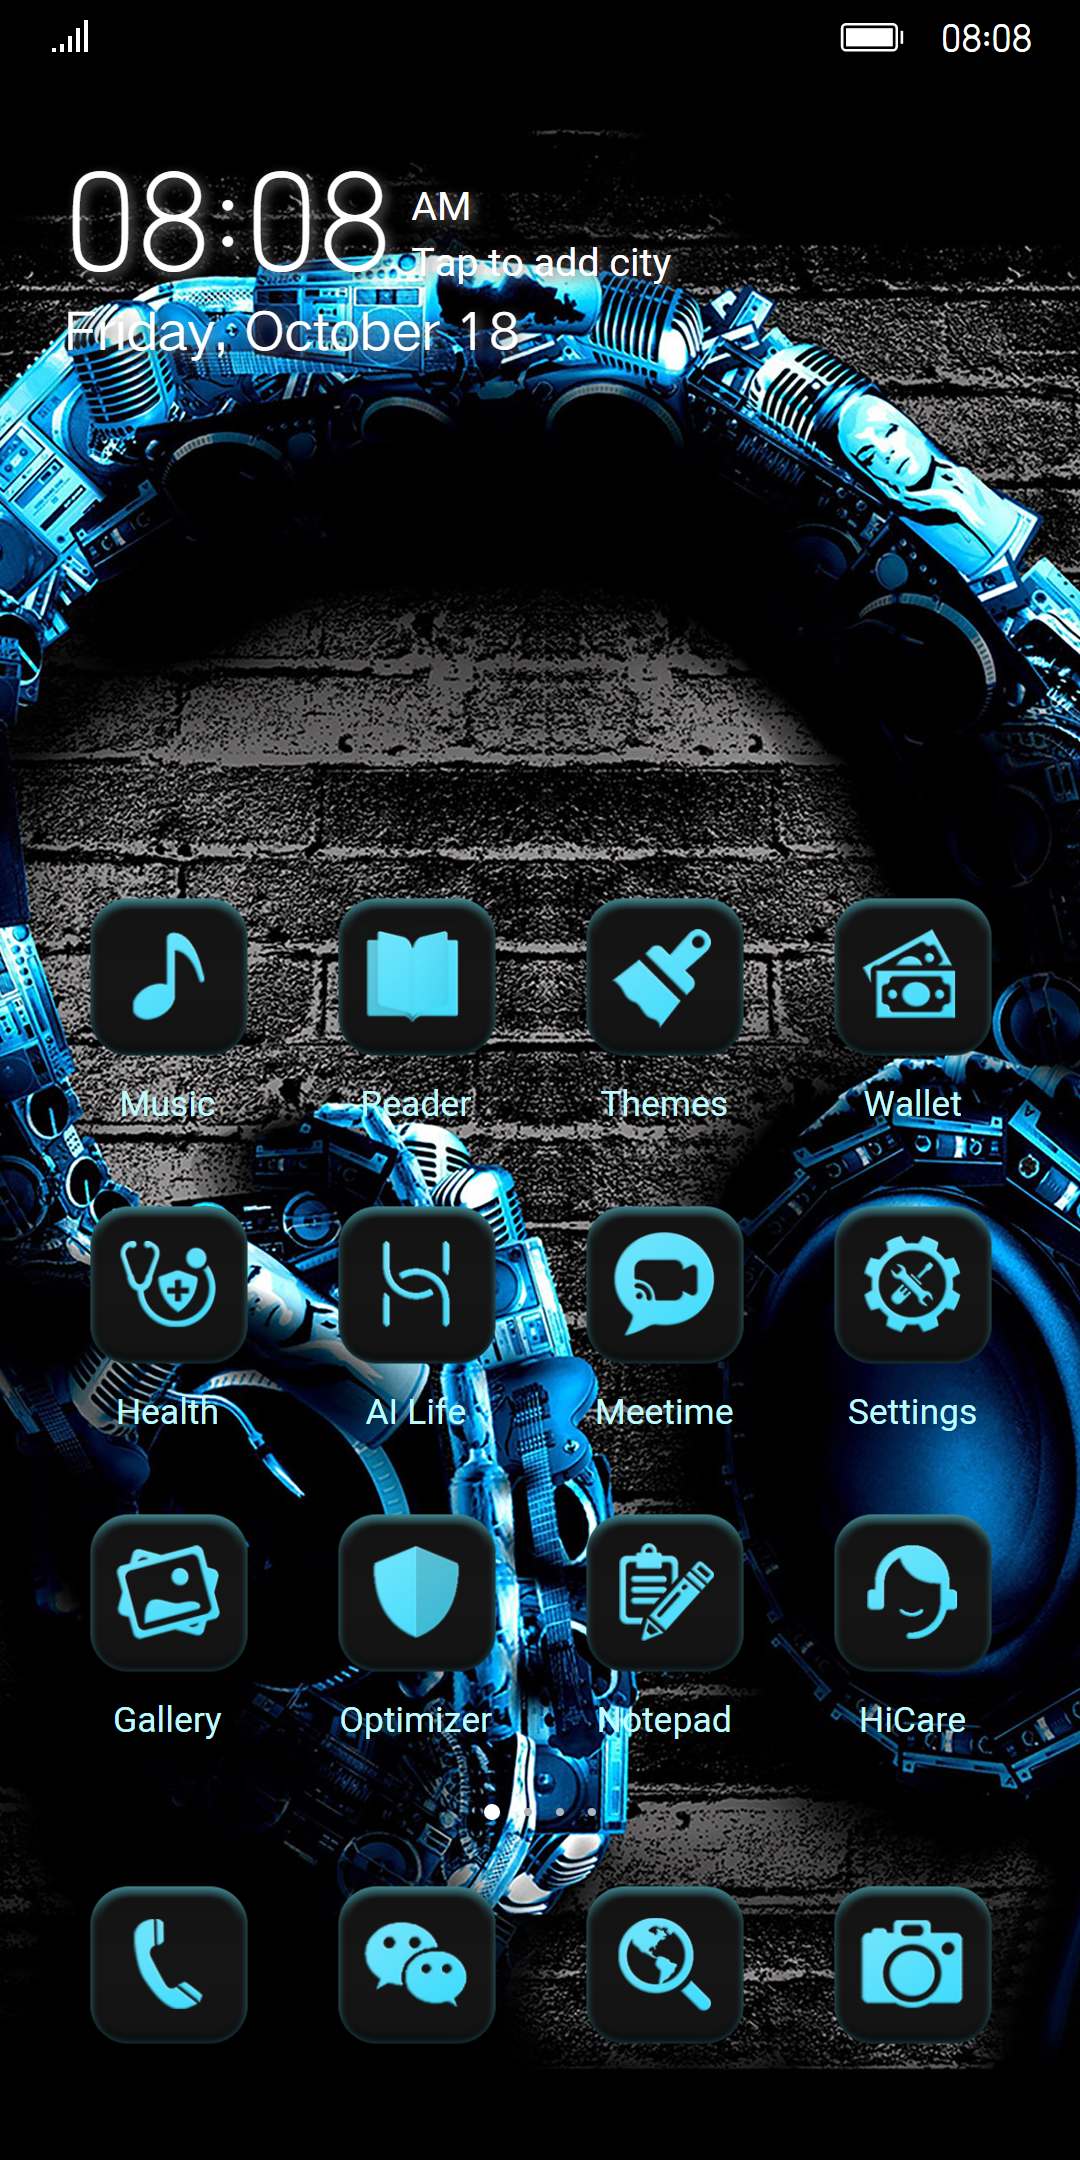 08:08
08:08 AM
Tap to add city
Friday, October 18
Music Reader Themes Wallet
Health AI Life Meetime Settings
Gallery Optimizer Notepad HiCare